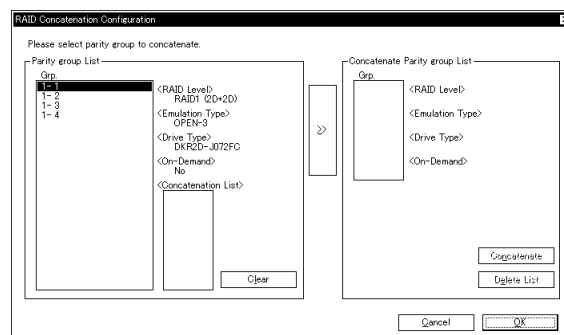 RAID Concatenation Configuration
Please select parity group to concatenate.
Parity group List
Grp.
1- 1
1- 2
1- 3
1- 4
<RAID Level>
RAID1 (2D+2D)
<Emulation Type>
OPEN-3
<Drive Type>
DKR2D-J072FC
<On-Demand>
No
<Concatenation List>
Clear
>>
Concatenate Parity group List
Grp.
<RAID Level>
<Emulation Type>
<Drive Type>
<On-Demand>
Concatenate
Delete List
Cancel
OK